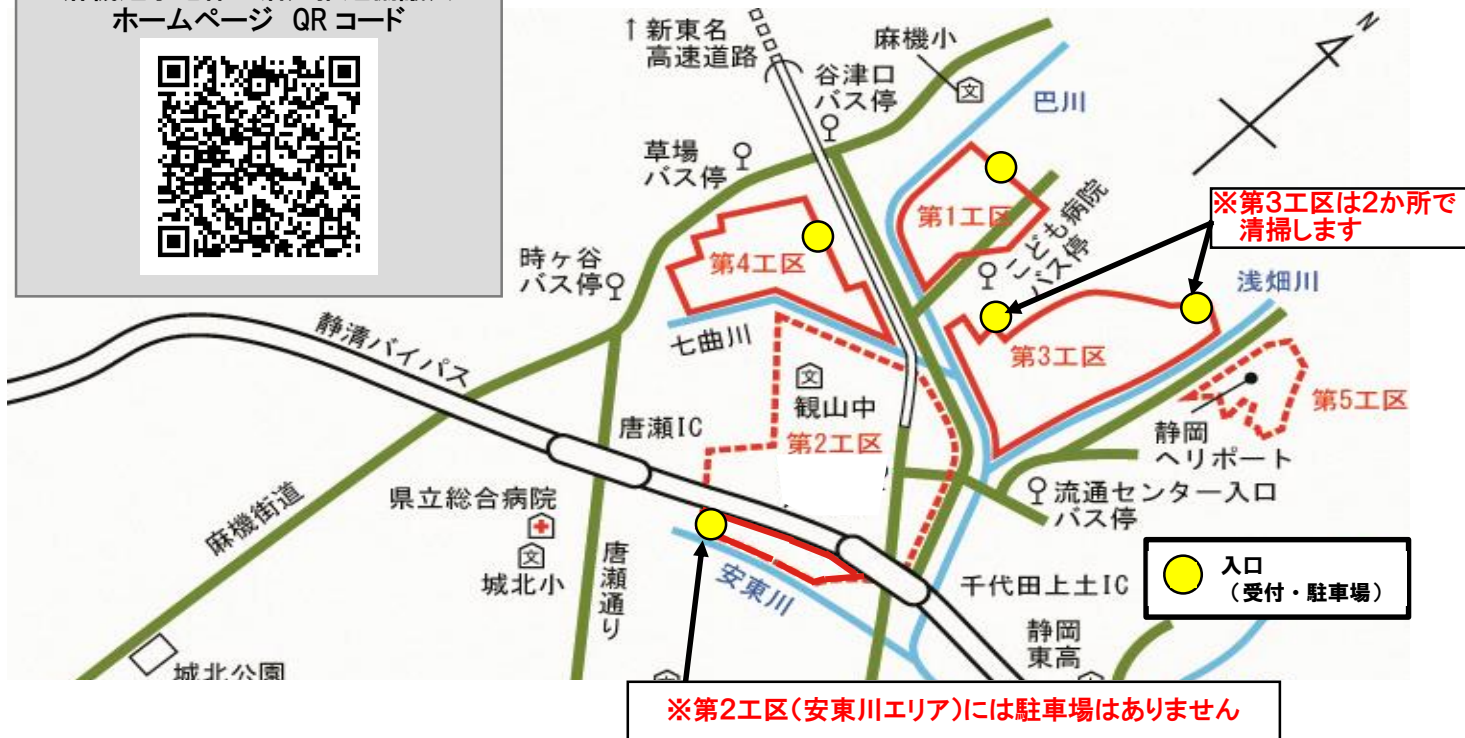 ホームページ QRコード
↑新東名
高速道路
麻機小
文
谷津口
バス停
巴川
N
草場
バス停
第1工区
こども病院
バス停
※第3工区は2か所で
清掃します
時ヶ谷
バス停
第4工区
浅畑川
静清バイパス
七曲川
第3工区
文
観山中
第5工区
唐瀬IC
第2工区
静岡
ヘリポート
県立総合病院
麻機街道
文
城北小
流通センター入口
バス停
唐瀬通り
安東川
千代田上土IC
入口
(受付・駐車場)
静岡
東高
城北公園
※第2工区(安東川エリア)には駐車場はありません